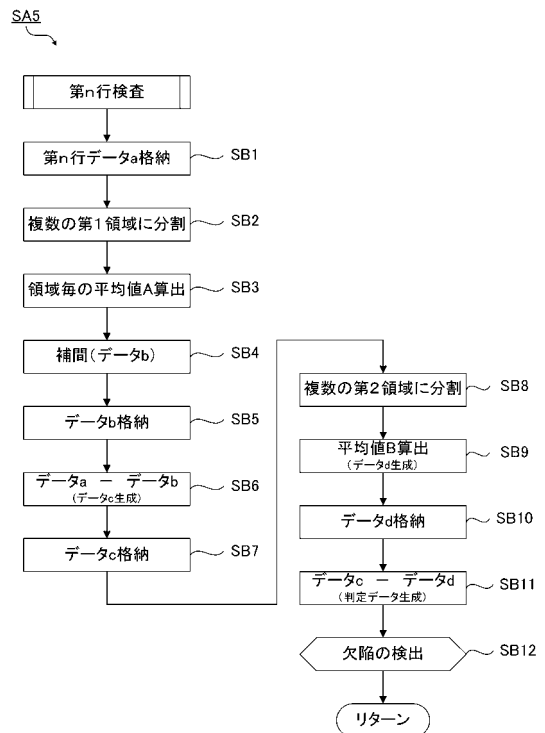 SA5
第n行検査
第n行データa格納
SB1
複数の第1領域に分割
SB2
領域毎の平均値A算出
SB3
補間(データb)
SB4
データb格納
SB5
データa － データb
(データc生成)
SB6
データc格納
SB7
複数の第2領域に分割
SB8
平均値B算出
(データd生成)
SB9
データd格納
SB10
データc － データd
(判定データ生成)
SB11
欠陥の検出
SB12
リターン